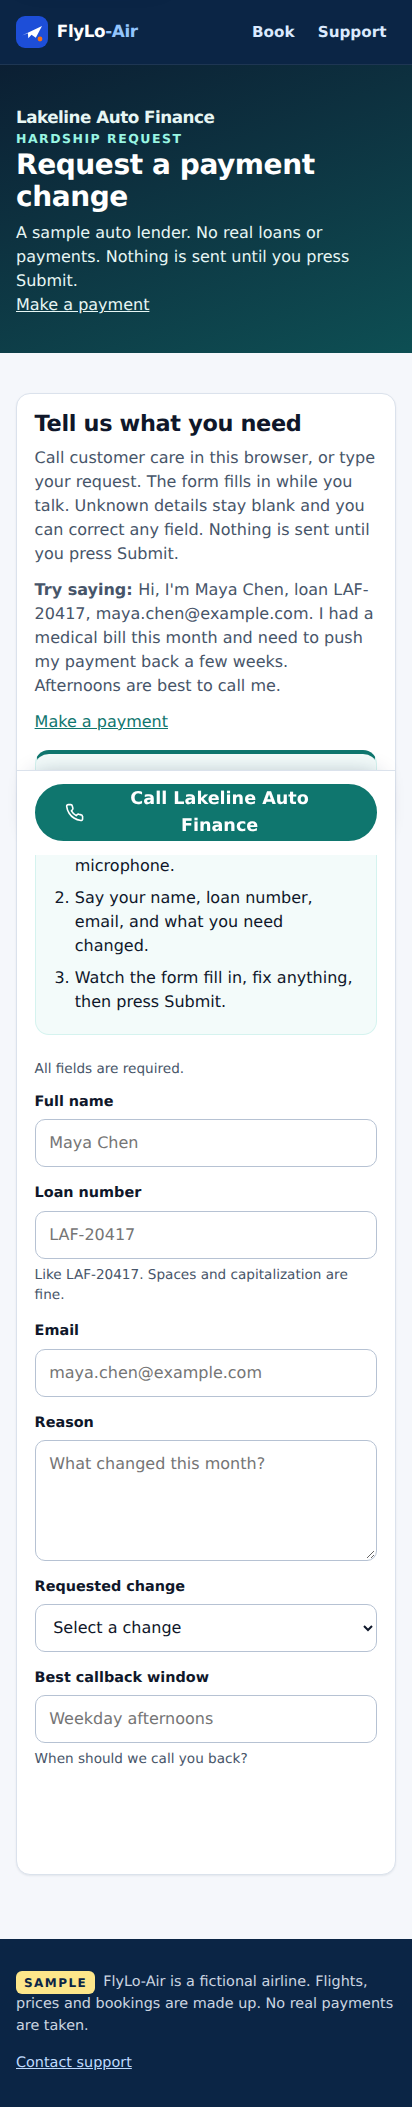 FlyLo-Air
Book
Support
Lakeline Auto Finance
HARDSHIP REQUEST
Request a payment
change
A sample auto lender. No real loans or
payments. Nothing is sent until you press
Submit.
Make a payment
Tell us what you need
Call customer care in this browser, or type
your request. The form fills in while you
talk. Unknown details stay blank and you
can correct any field. Nothing is sent until
you press Submit.
Try saying: Hi, I'm Maya Chen, loan LAF-
20417, maya.chen@example.com. I had a
medical bill this month and need to push
my payment back a few weeks.
Afternoons are best to call me.
Make a payment
Call Lakeline Auto
Finance
microphone.
2. Say your name, loan number,
email, and what you need
changed.
3. Watch the form fill in, fix anything,
then press Submit.
All fields are required.
Full name
Maya Chen
Loan number
LAF-20417
Like LAF-20417. Spaces and capitalization are
fine.
Email
maya.chen@example.com
Reason
What changed this month?
Requested change
Select a change
Best callback window
Weekday afternoons
When should we call you back?
SAMPLE FlyLo-Air is a fictional airline. Flights,
prices and bookings are made up. No real payments
are taken.
Contact support